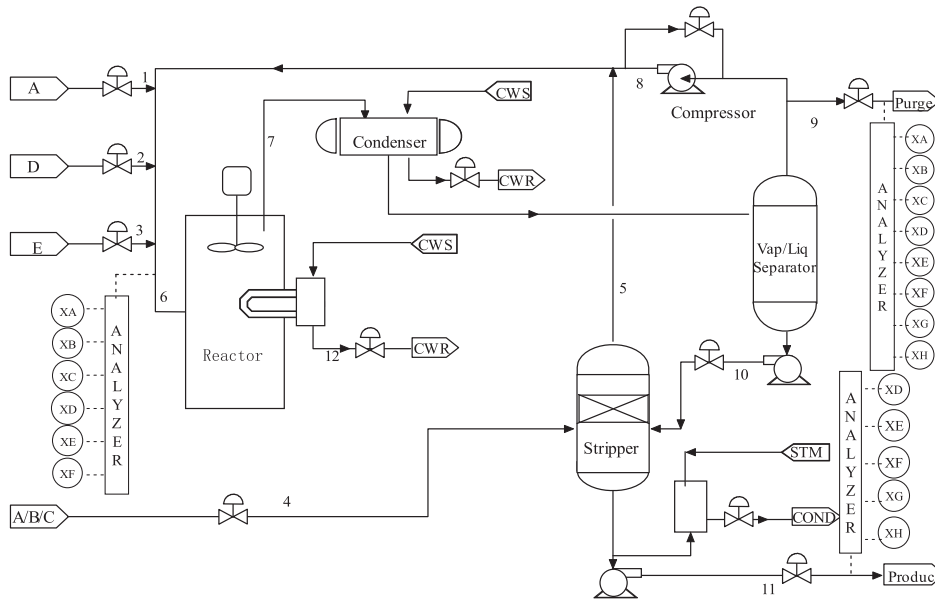 A
1
D
2
E
3
8
Compressor
9
Purge
CWS
7
Condenser
CWR
CWS
Vap/Liq
Separator
5
6
Reactor
12
CWR
10
Stripper
STM
COND
A/B/C
4
11
Produc
ANALYZER
XA
XB
XC
XD
XE
XF
ANALYZER
XA
XB
XC
XD
XE
XF
XG
XH
ANALYZER
XD
XE
XF
XG
XH